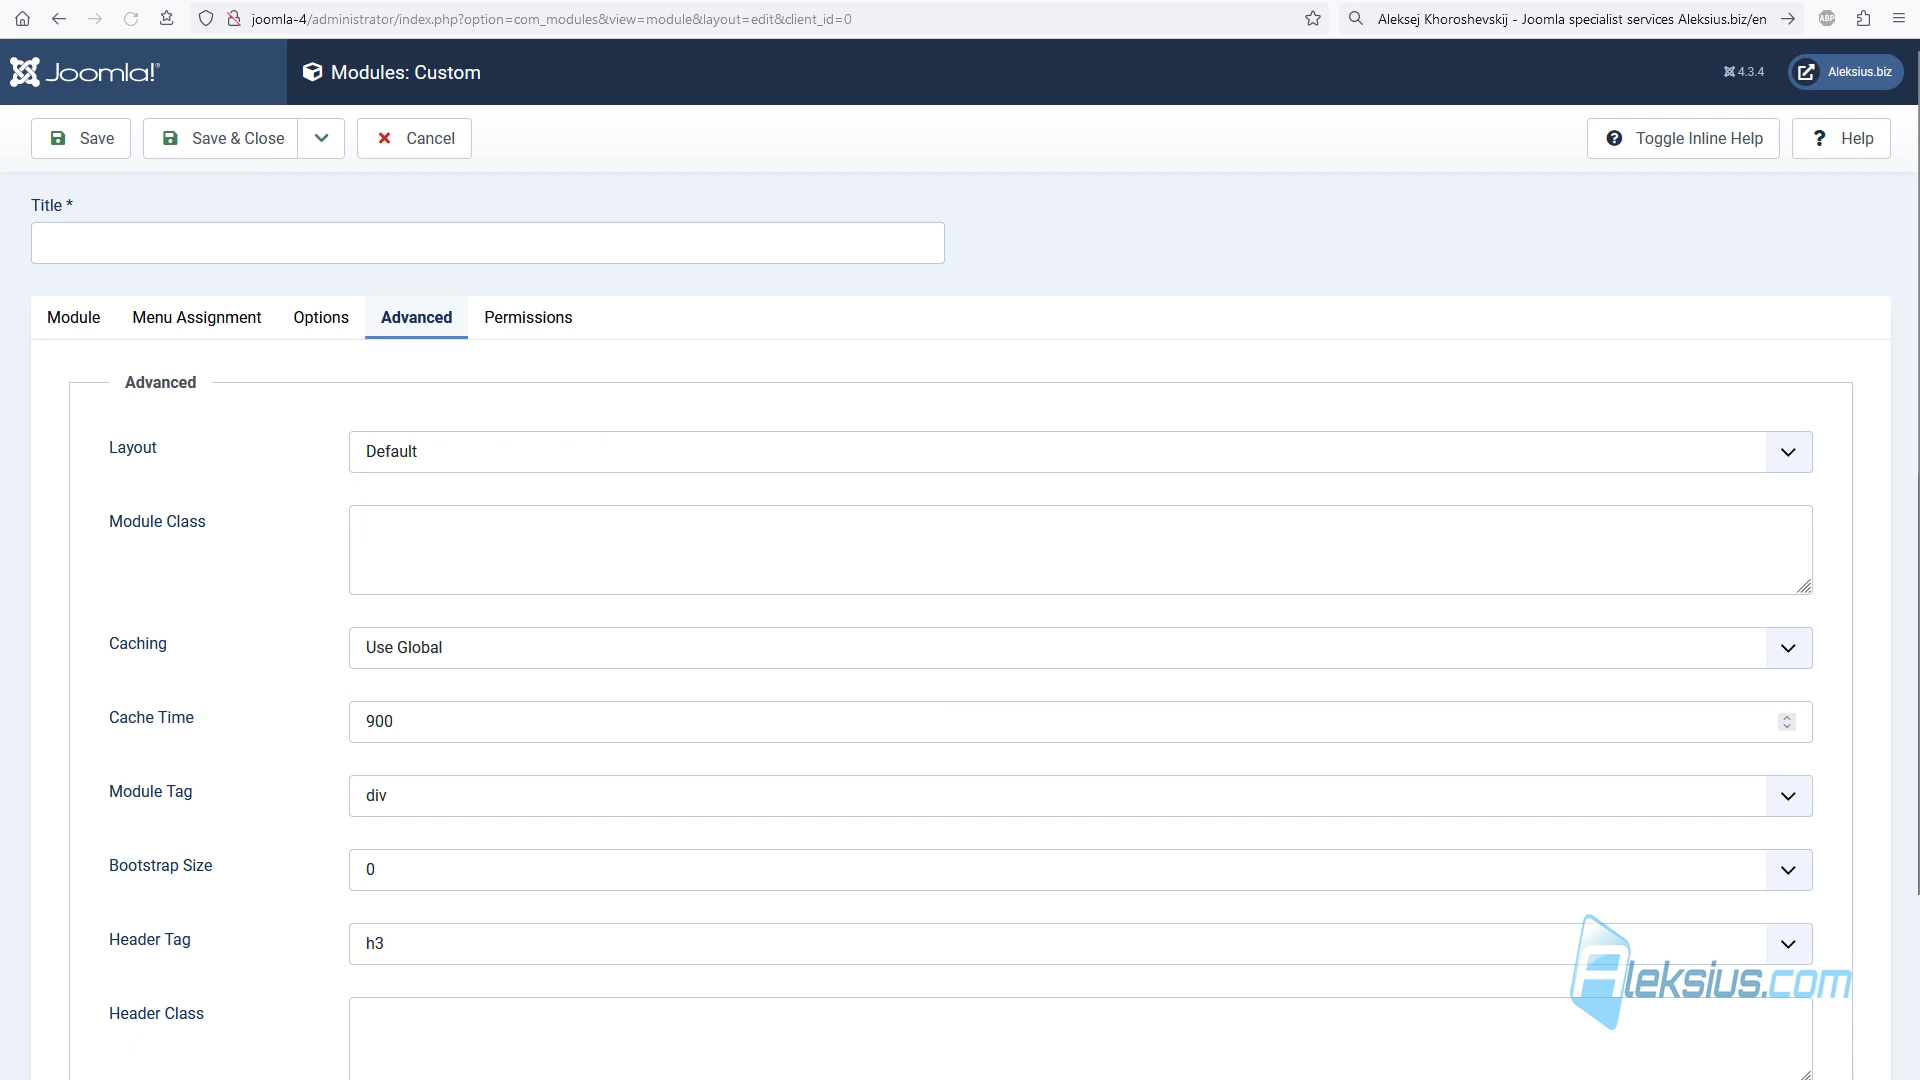 joomla-4/administrator/index.php?option=com_modules&view=module&layout=edit&client_id=0
Aleksej Khoroshevskij - Joomla specialist services Aleksius.biz/en
ABP
Joomla!®
Modules: Custom
4.3.4
Aleksius.biz
Save
Save & Close
Cancel
Toggle Inline Help
? Help
Title *
Module
Menu Assignment
Options
Advanced
Permissions
Advanced
Layout
Default
Module Class
Caching
Use Global
Cache Time
900
Module Tag
div
Bootstrap Size
0
Header Tag
h3
Header Class
Aleksius.com